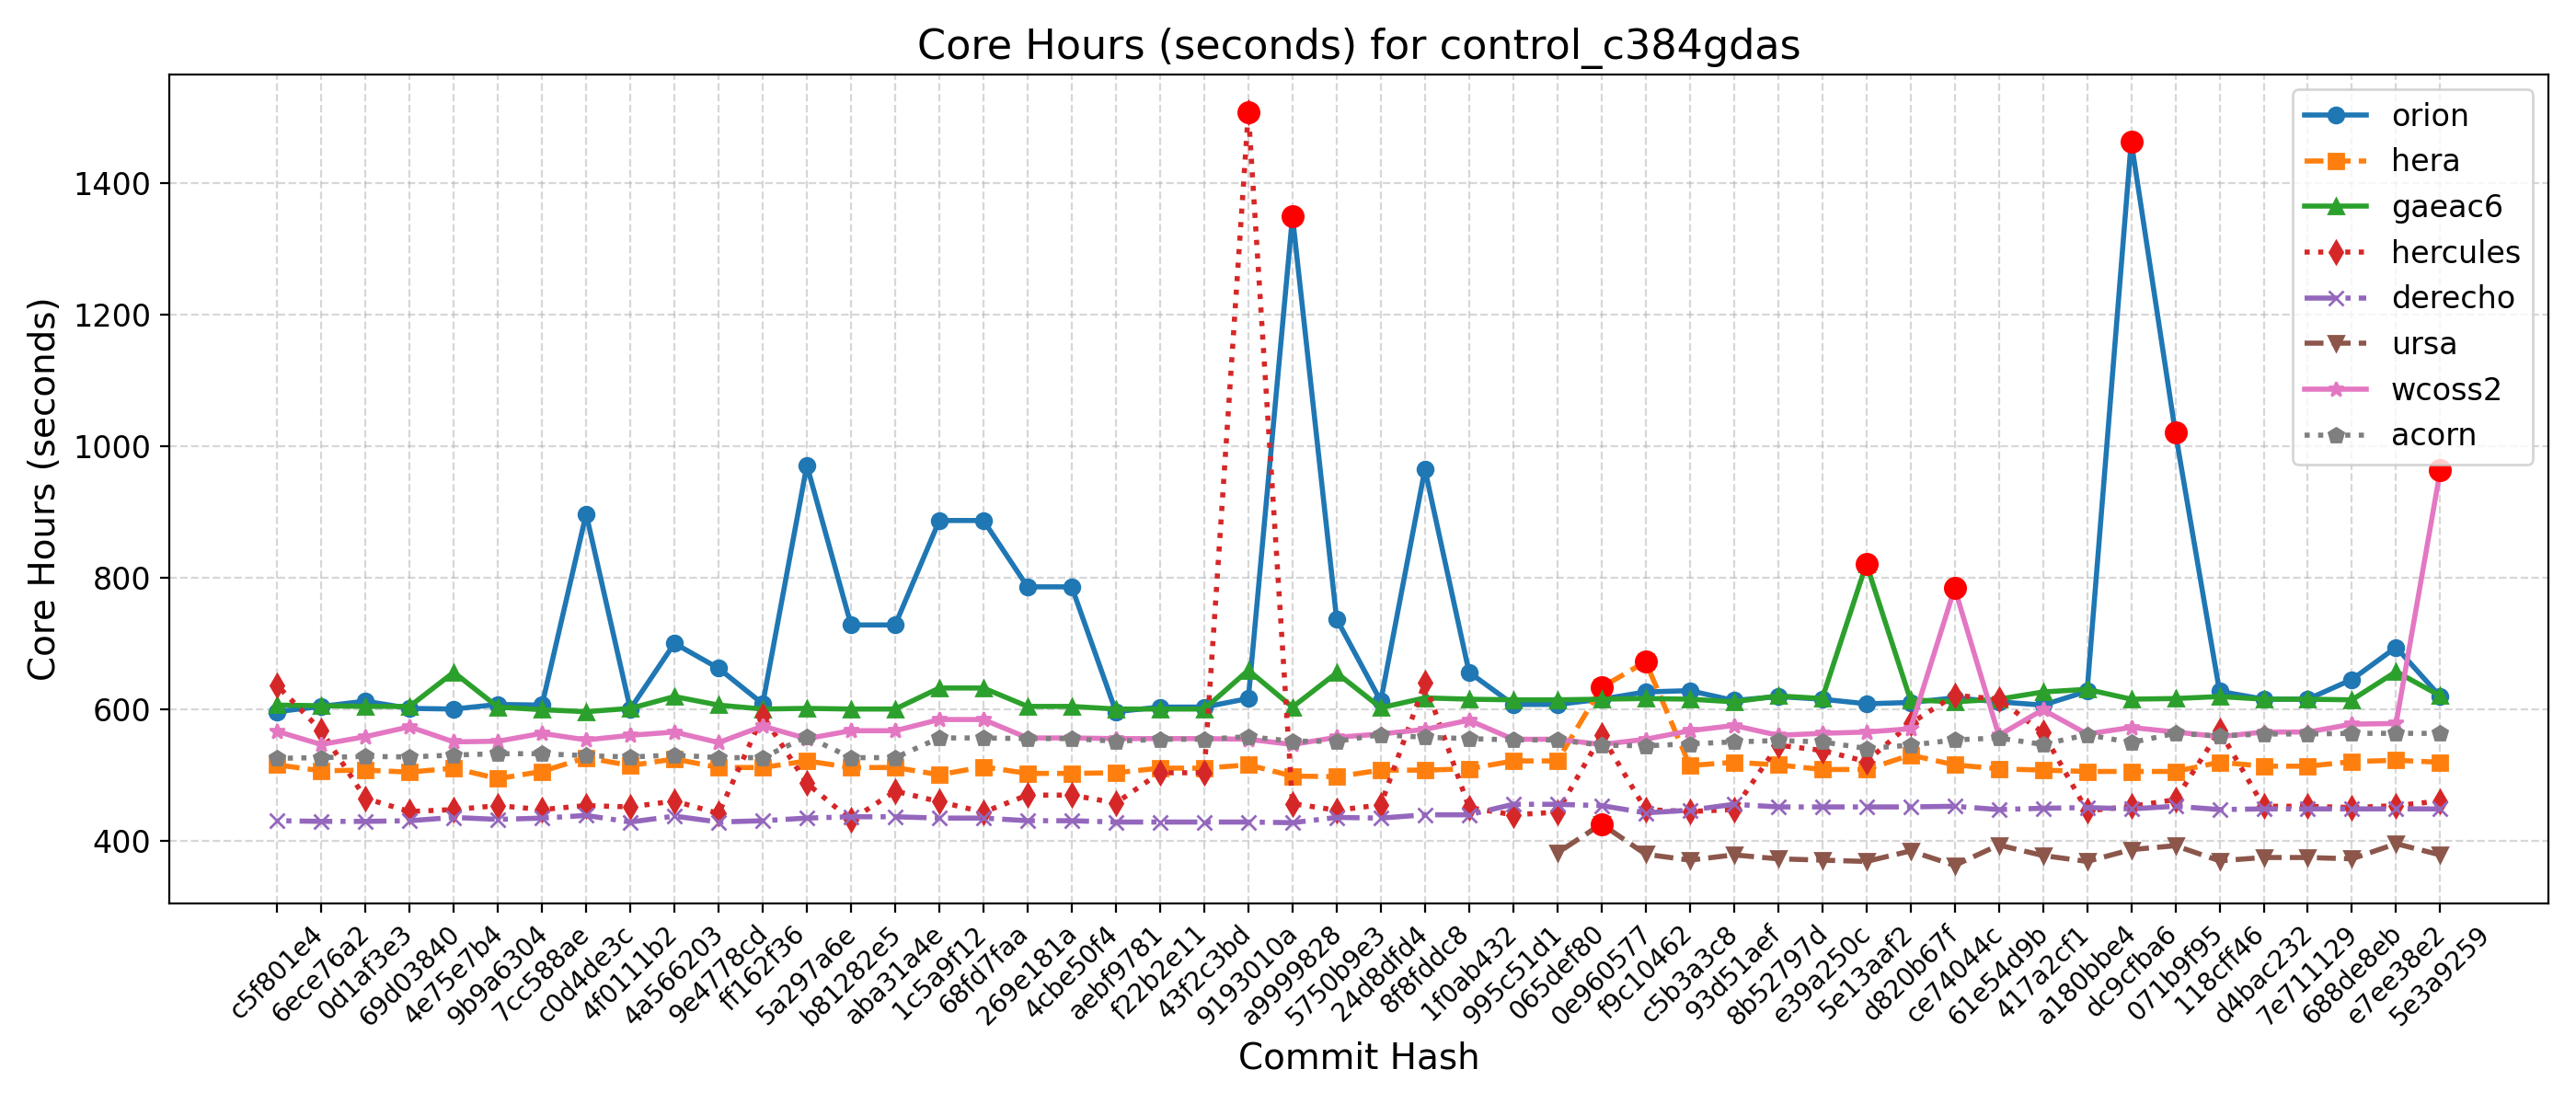 Core Hours (seconds) for control_c384gdas
Core Hours (seconds)
1400
1200
1000
800
600
400
orion
hera
gaeac6
hercules
derecho
ursa
wcoss2
acorn
c5f801e4
6ece76a2
0d1af3e3
69d03840
4e75e7b4
9b9a6304
7cc588ae
c0d4de3c
4f0111b2
4a566203
9e4778cd
ff162f36
5a297a6e
b81282e5
aba31a4e
1c5a9f12
68fd7faa
269e181a
4cbe50f4
aebf9781
f22b2e11
43f2c3bd
9193010a
a9999828
5750b9e3
24d8dfd4
8f8fddc8
1f0ab432
995c51d1
065def80
0e960577
f9c10462
c5b3a3c8
93d51aef
8b52797d
e39a250c
5e13aaf2
d820b67f
ce74044c
61e54d9b
417a2cf1
a180bbe4
dc9cfba6
071b9f95
118cff46
d4bac232
7e711129
688de8eb
e7ee38e2
5e3a9259
Commit Hash